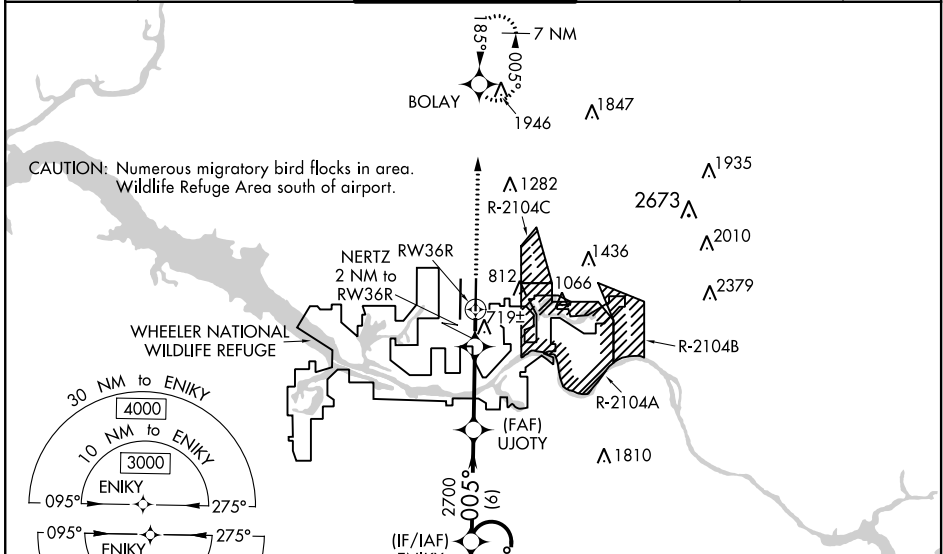 185°
005°
7 NM
BOLAY
1946
1847
CAUTION: Numerous migratory bird flocks in area.
Wildlife Refuge Area south of airport.
1935
1282
2673
R-2104C
2010
NERTZ
2 NM to
RW36R
RW36R
1436
812
1066
2379
719±
WHEELER NATIONAL
WILDLIFE REFUGE
R-2104B
R-2104A
30 NM to ENIKY
4000
10 NM to ENIKY
3000
ENIKY
095°
275°
(FAF)
UJOTY
1810
2700
005°
(6)
095°
275°
ENIKY
(IF/IAF)